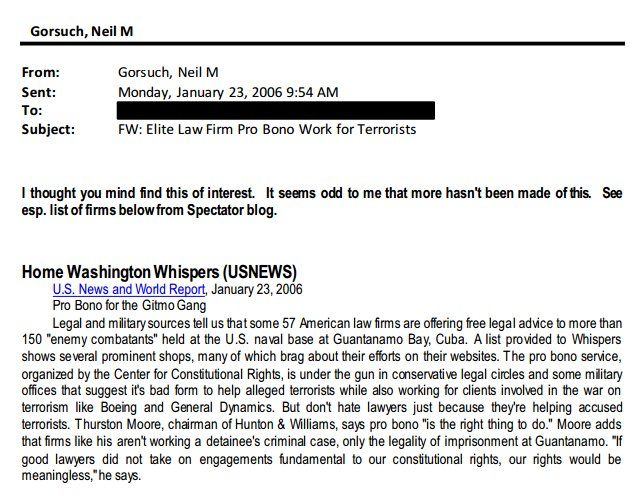 Gorsuch, Neil M
From: Gorsuch, Neil M
Sent: Monday, January 23, 2006 9:54 AM
To:
Subject: FW: Elite Law Firm Pro Bono Work for Terrorists
I thought you mind find this of interest. It seems odd to me that more hasn't been made of this. See
esp. list of firms below from Spectator blog.
Home Washington Whispers (USNEWS)
U.S. News and World Report, January 23, 2006
Pro Bono for the Gitmo Gang
Legal and military sources tell us that some 57 American law firms are offering free legal advice to more than
150 "enemy combatants" held at the U.S. naval base at Guantanamo Bay, Cuba. A list provided to Whispers
shows several prominent shops, many of which brag about their efforts on their websites. The pro bono service,
organized by the Center for Constitutional Rights, is under the gun in conservative legal circles and some military
offices that suggest it's bad form to help alleged terrorists while also working for clients involved in the war on
terrorism like Boeing and General Dynamics. But don't hate lawyers just because they're helping accused
terrorists. Thurston Moore, chairman of Hunton & Williams, says pro bono "is the right thing to do." Moore adds
that firms like his aren't working a detainee's criminal case, only the legality of imprisonment at Guantanamo. "If
good lawyers did not take on engagements fundamental to our constitutional rights, our rights would be
meaningless," he says.